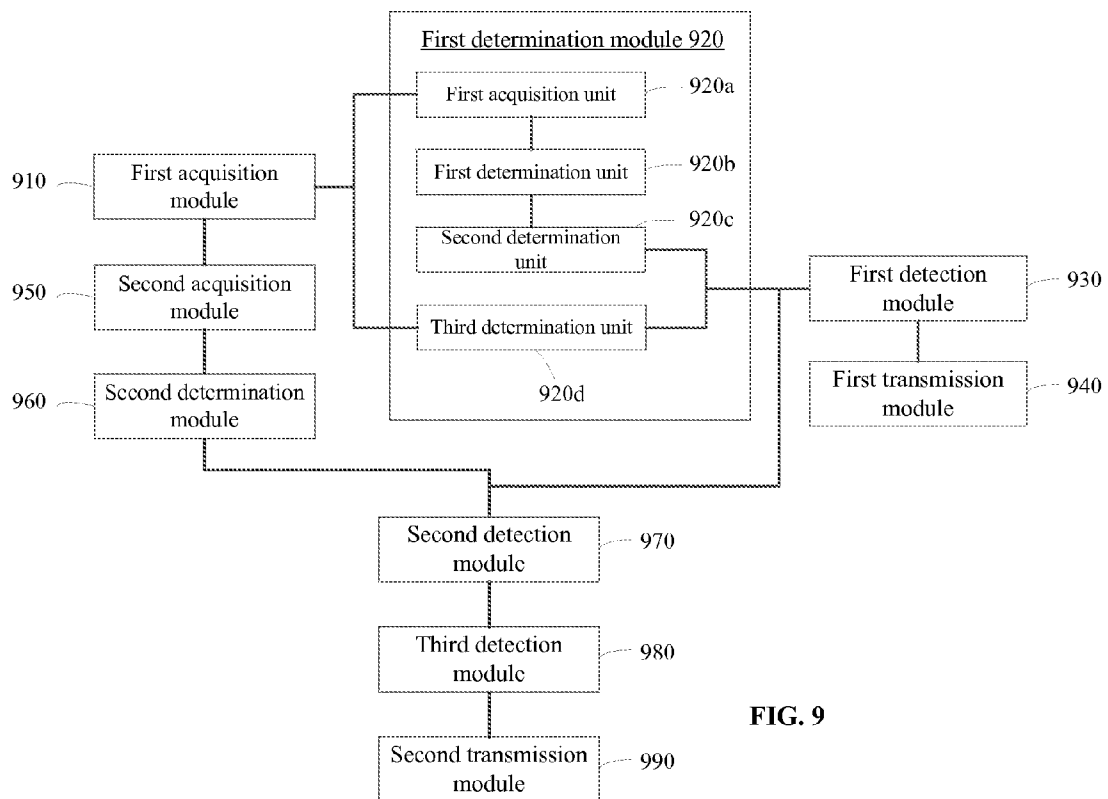 First determination module 920
First acquisition unit
920a
First determination unit
920b
920c
Second determination
unit
Third determination unit
920d
910
First acquisition
module
950
Second acquisition
module
960
Second determination
module
First detection
module
930
First transmission
module
940
Second detection
module
970
Third detection
module
980
Second transmission
module
990
FIG. 9